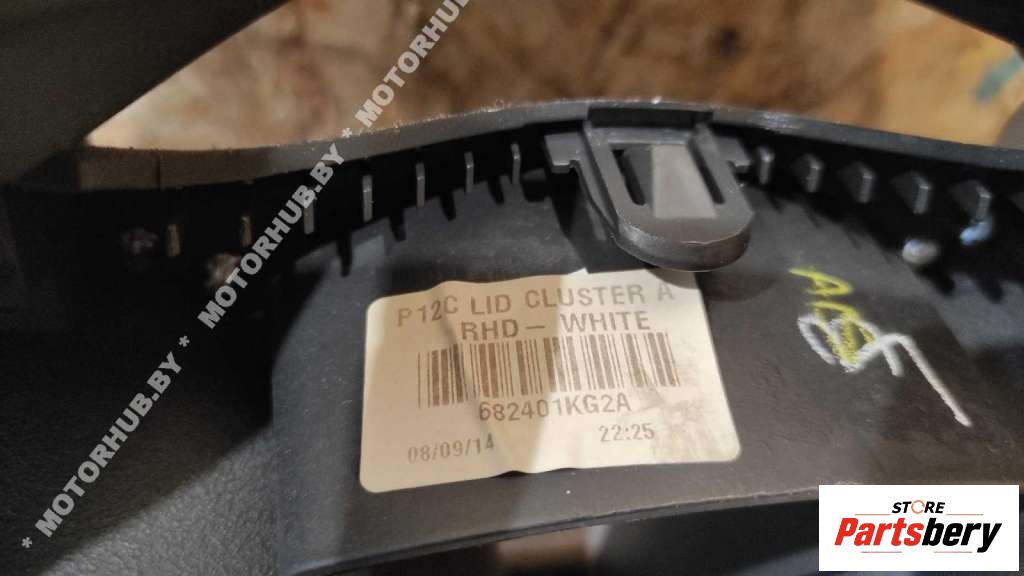 * MOTORHUB.BY * MOTORHUB.BY * MOTORHUB.BY *
P12C LID CLUSTER A
RHD - WHITE
682401KG2A
08/09/14 22:25
STORE
Partsbery